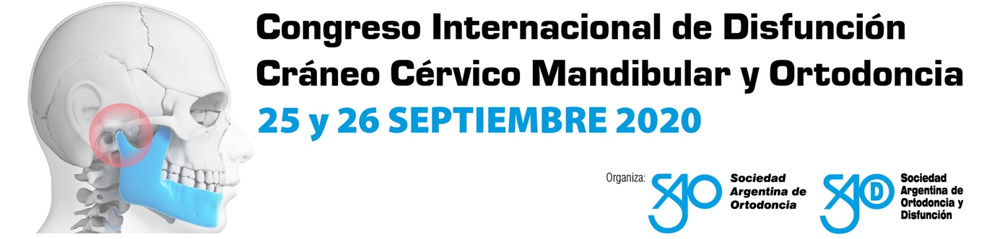 Congreso Internacional de Disfunción
Cráneo Cérvico Mandibular y Ortodoncia
25 y 26 SEPTIEMBRE 2020
Organiza:
SAO
Sociedad
Argentina de
Ortodoncia
SAO
D
Sociedad
Argentina de
Ortodoncia y
Disfunción